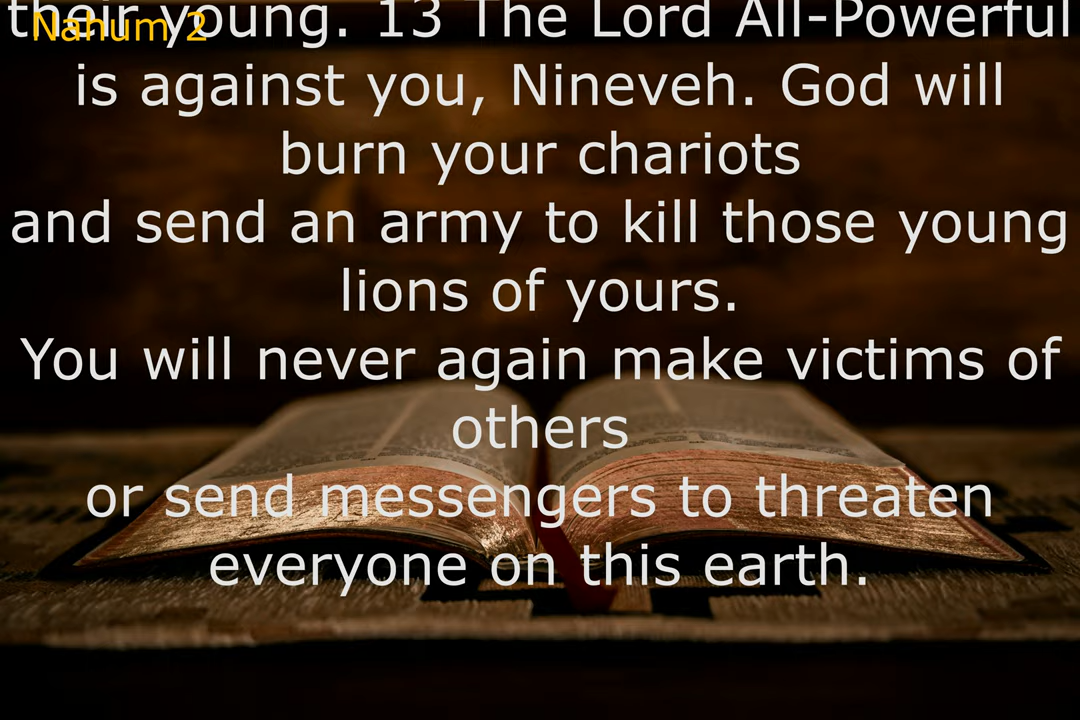 Nahum 2
their young. 13 The Lord All-Powerful
is against you, Nineveh. God will
burn your chariots
and send an army to kill those young
lions of yours.
You will never again make victims of
others
or send messengers to threaten
everyone on this earth.